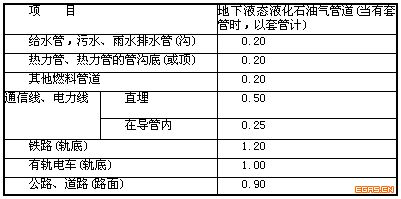 项 目
地下液态液化石油气管道(当有套
管时，以套管计)
给水管，污水、雨水排水管(沟)
0.20
热力管、热力管的管沟底(或顶)
0.20
其他燃料管道
0.20
通信线、电力线
直埋
0.50
在导管内
0.25
铁路(轨底)
1.20
有轨电车(轨底)
1.00
公路、道路(路面)
0.90
EGAS.CN